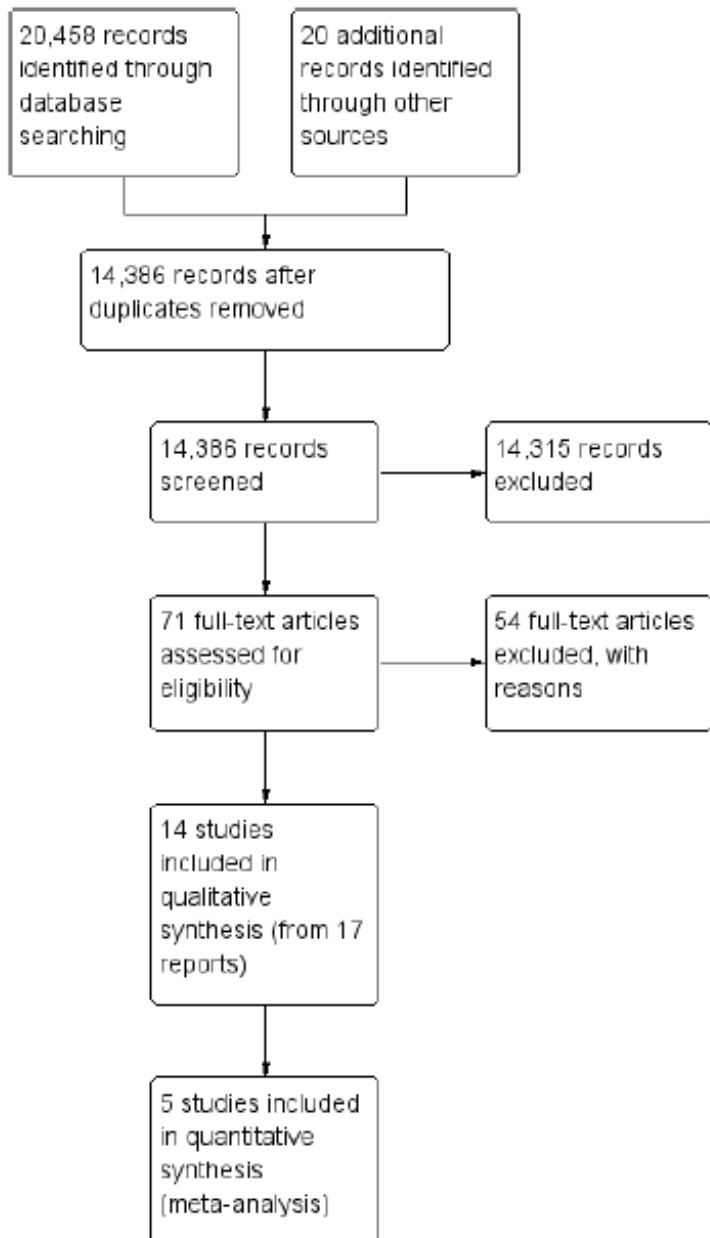 20,458 records
identified through
database
searching
20 additional
records identified
through other
sources
14,386 records after
duplicates removed
14,386 records
screened
14,315 records
excluded
71 full-text articles
assessed for
eligibility
54 full-text articles
excluded, with
reasons
14 studies
included in
qualitative
synthesis (from 17
reports)
5 studies included
in quantitative
synthesis
(meta-analysis)